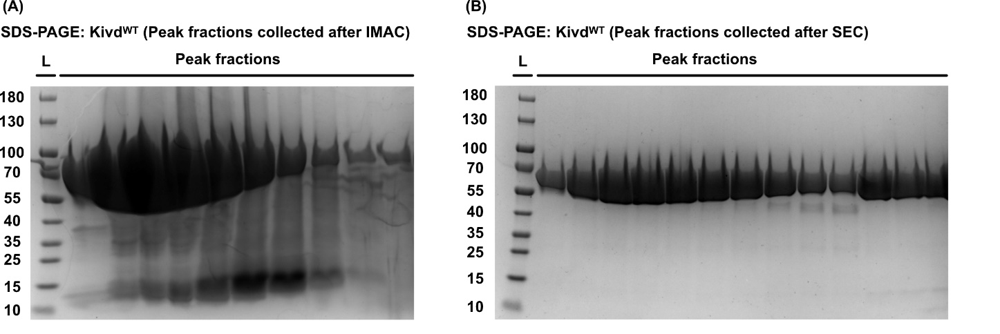 (A)
SDS-PAGE: KivdWT (Peak fractions collected after IMAC)
L
Peak fractions
180
130
100
70
55
40
35
25
15
10
(B)
SDS-PAGE: KivdWT (Peak fractions collected after SEC)
L
Peak fractions
180
130
100
70
55
40
35
25
15
10